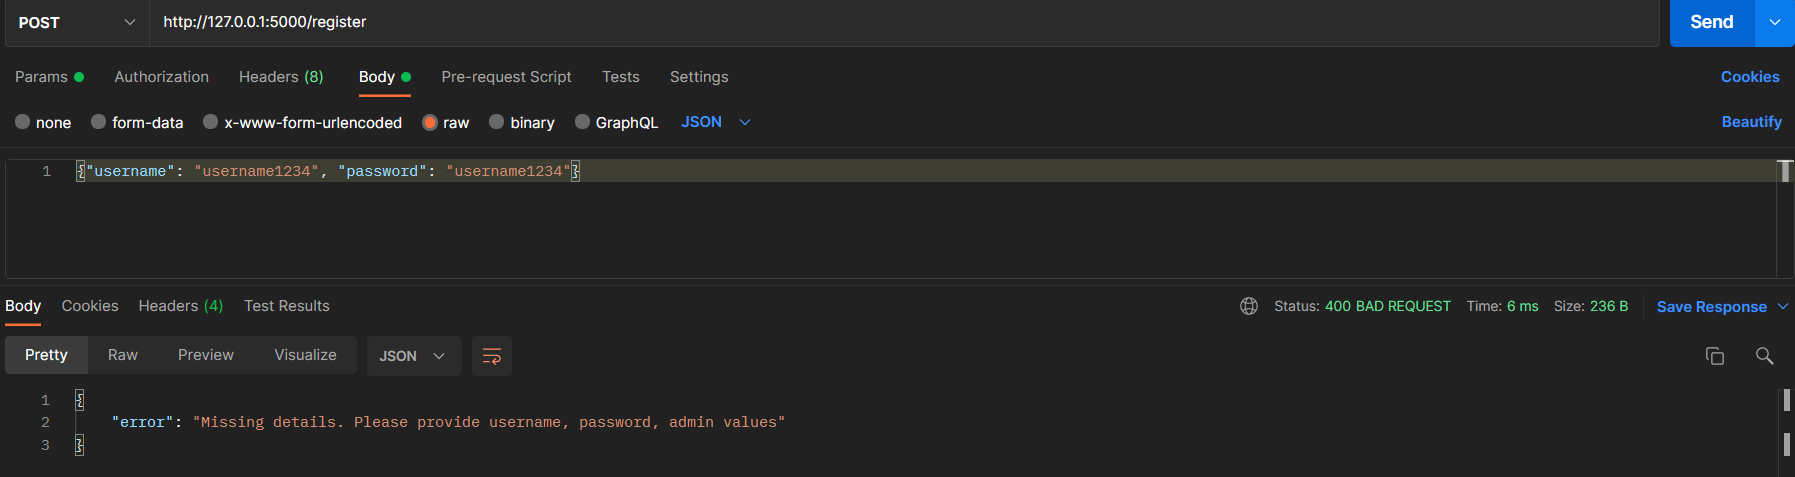 POST http://127.0.0.1:5000/register Send
Params Authorization Headers (8) Body Pre-request Script Tests Settings Cookies
none form-data x-www-form-urlencoded raw binary GraphQL JSON Beautify
1 {"username": "username1234", "password": "username1234"}
Body Cookies Headers (4) Test Results Status: 400 BAD REQUEST Time: 6 ms Size: 236 B Save Response
Pretty Raw Preview Visualize JSON
1 {
2 "error": "Missing details. Please provide username, password, admin values"
3 }